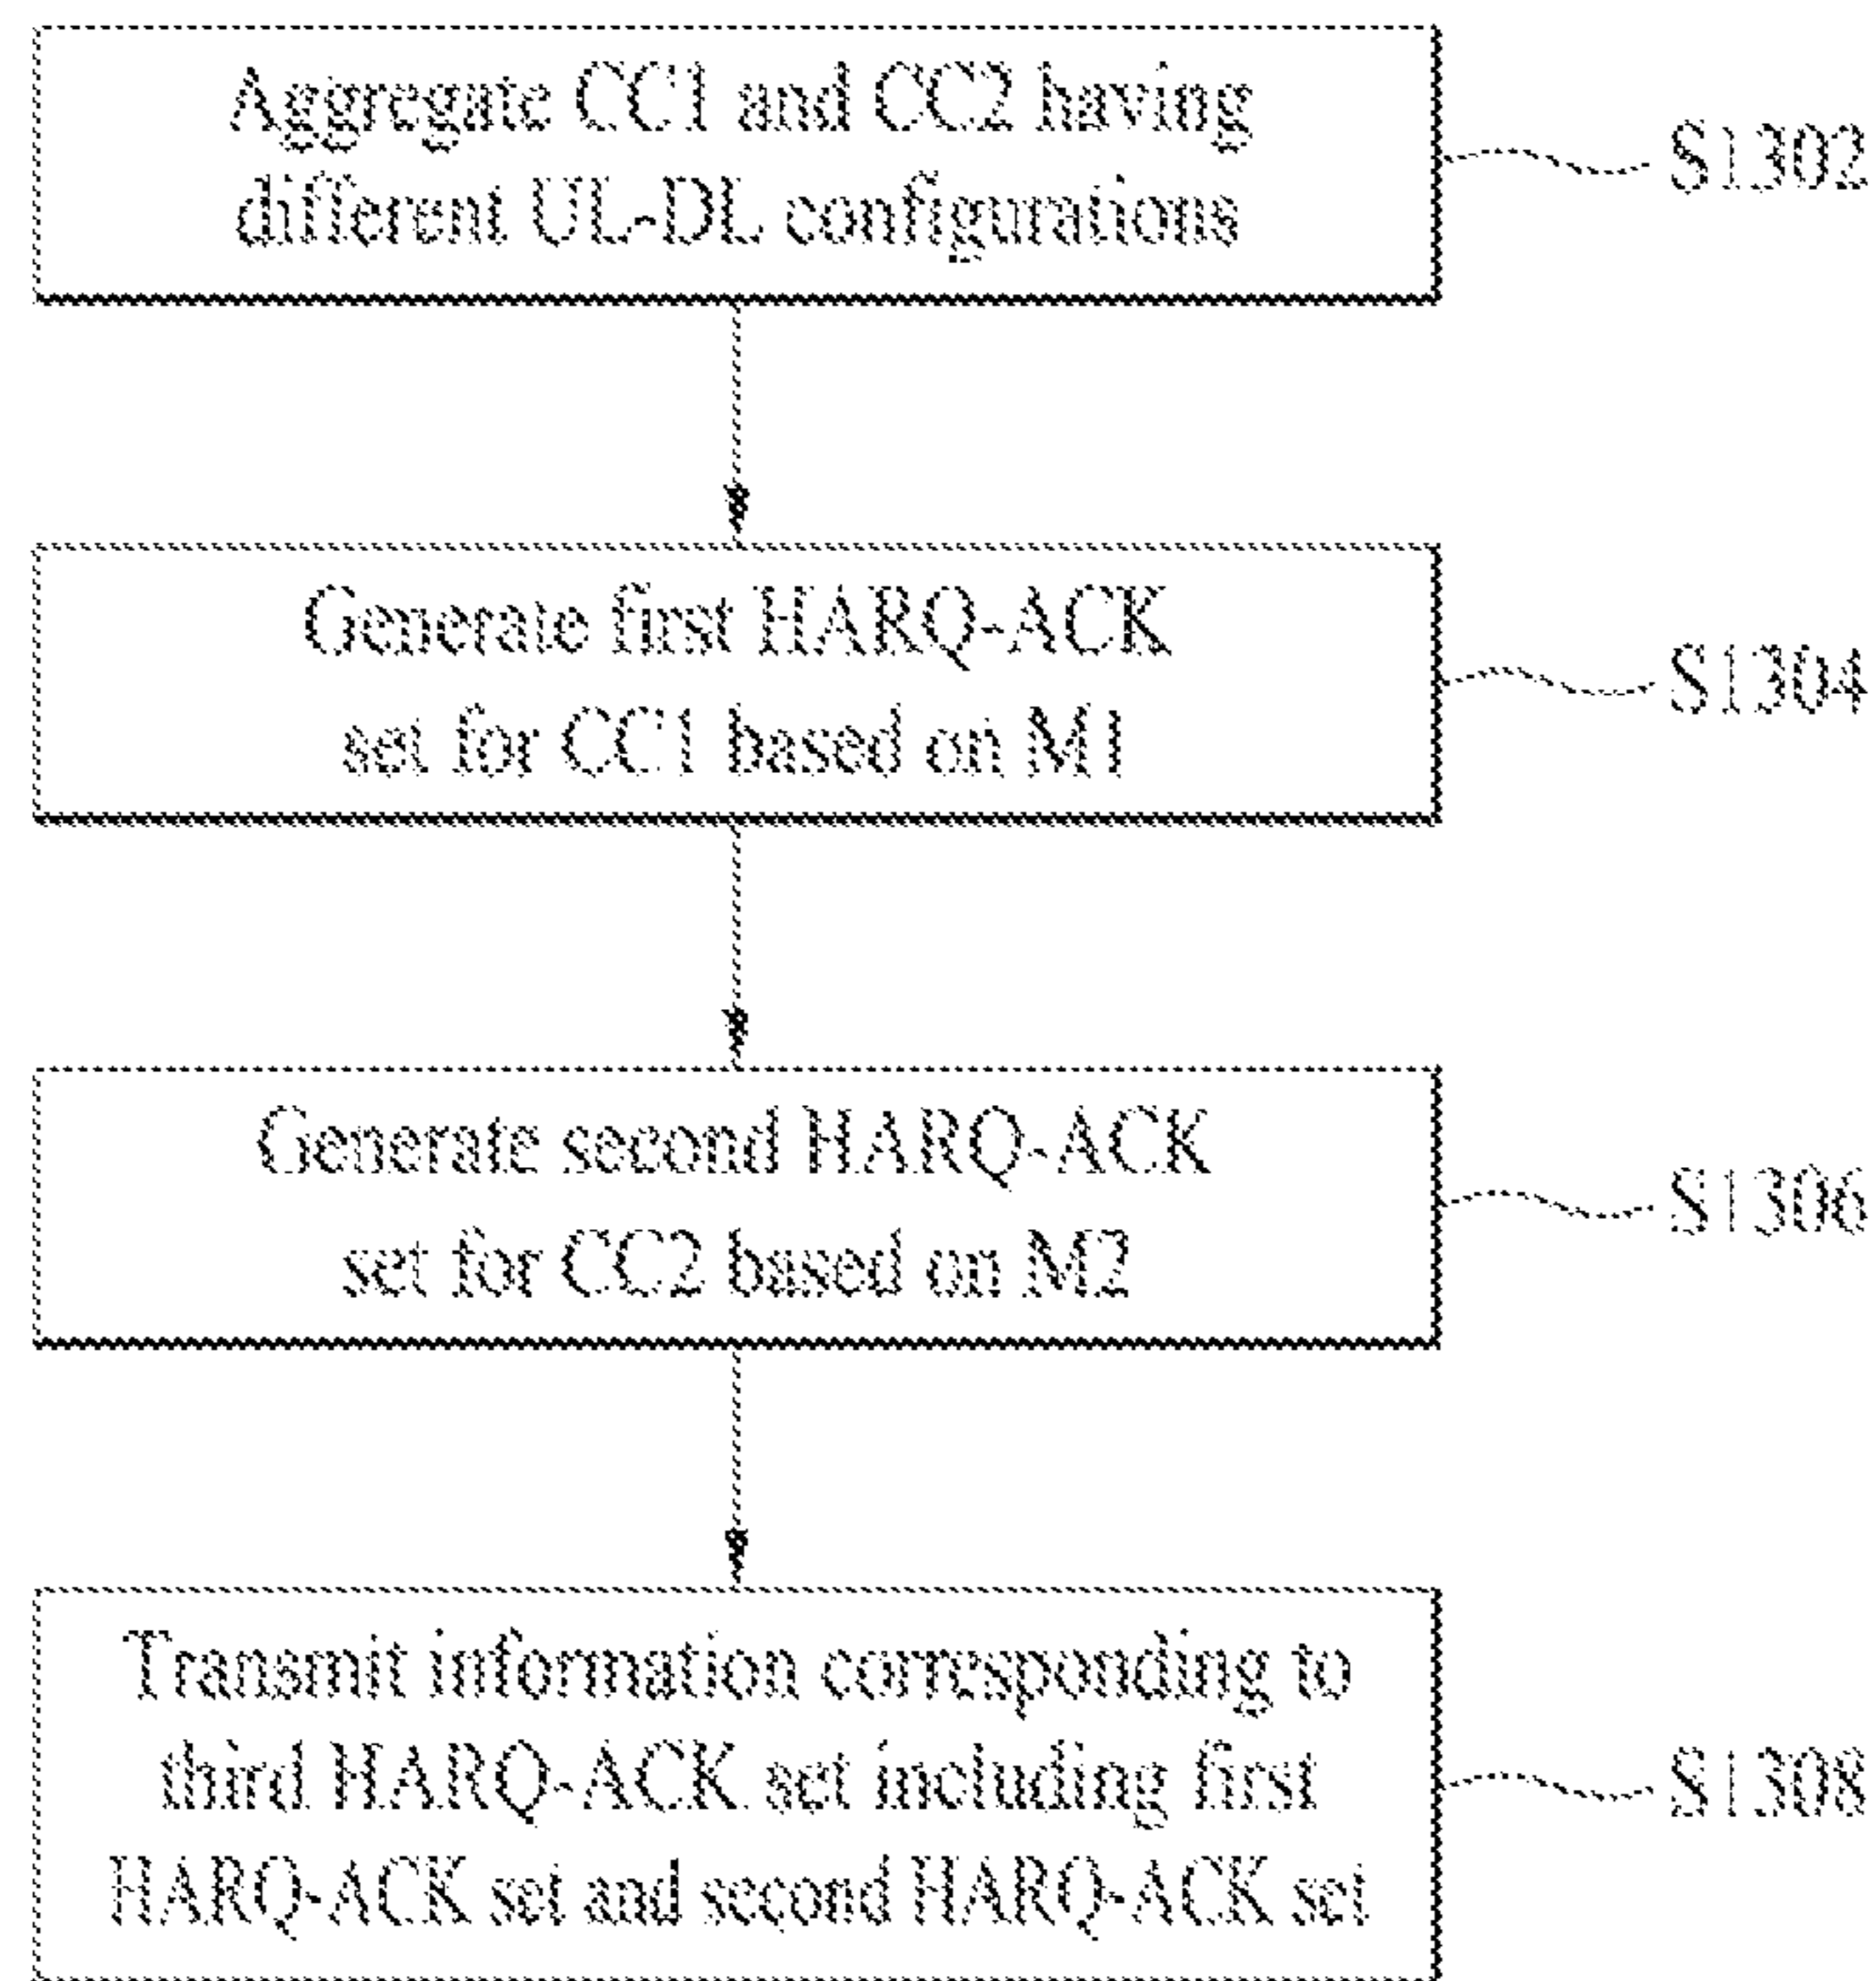 Aggregate CC1 and CC2 having
different UL-DL configurations
S1302
Generate first HARQ-ACK
set for CC1 based on M1
S1304
Generate second HARQ-ACK
set for CC2 based on M2
S1306
Transmit information corresponding to
third HARQ-ACK set including first
HARQ-ACK set and second HARQ-ACK set
S1308